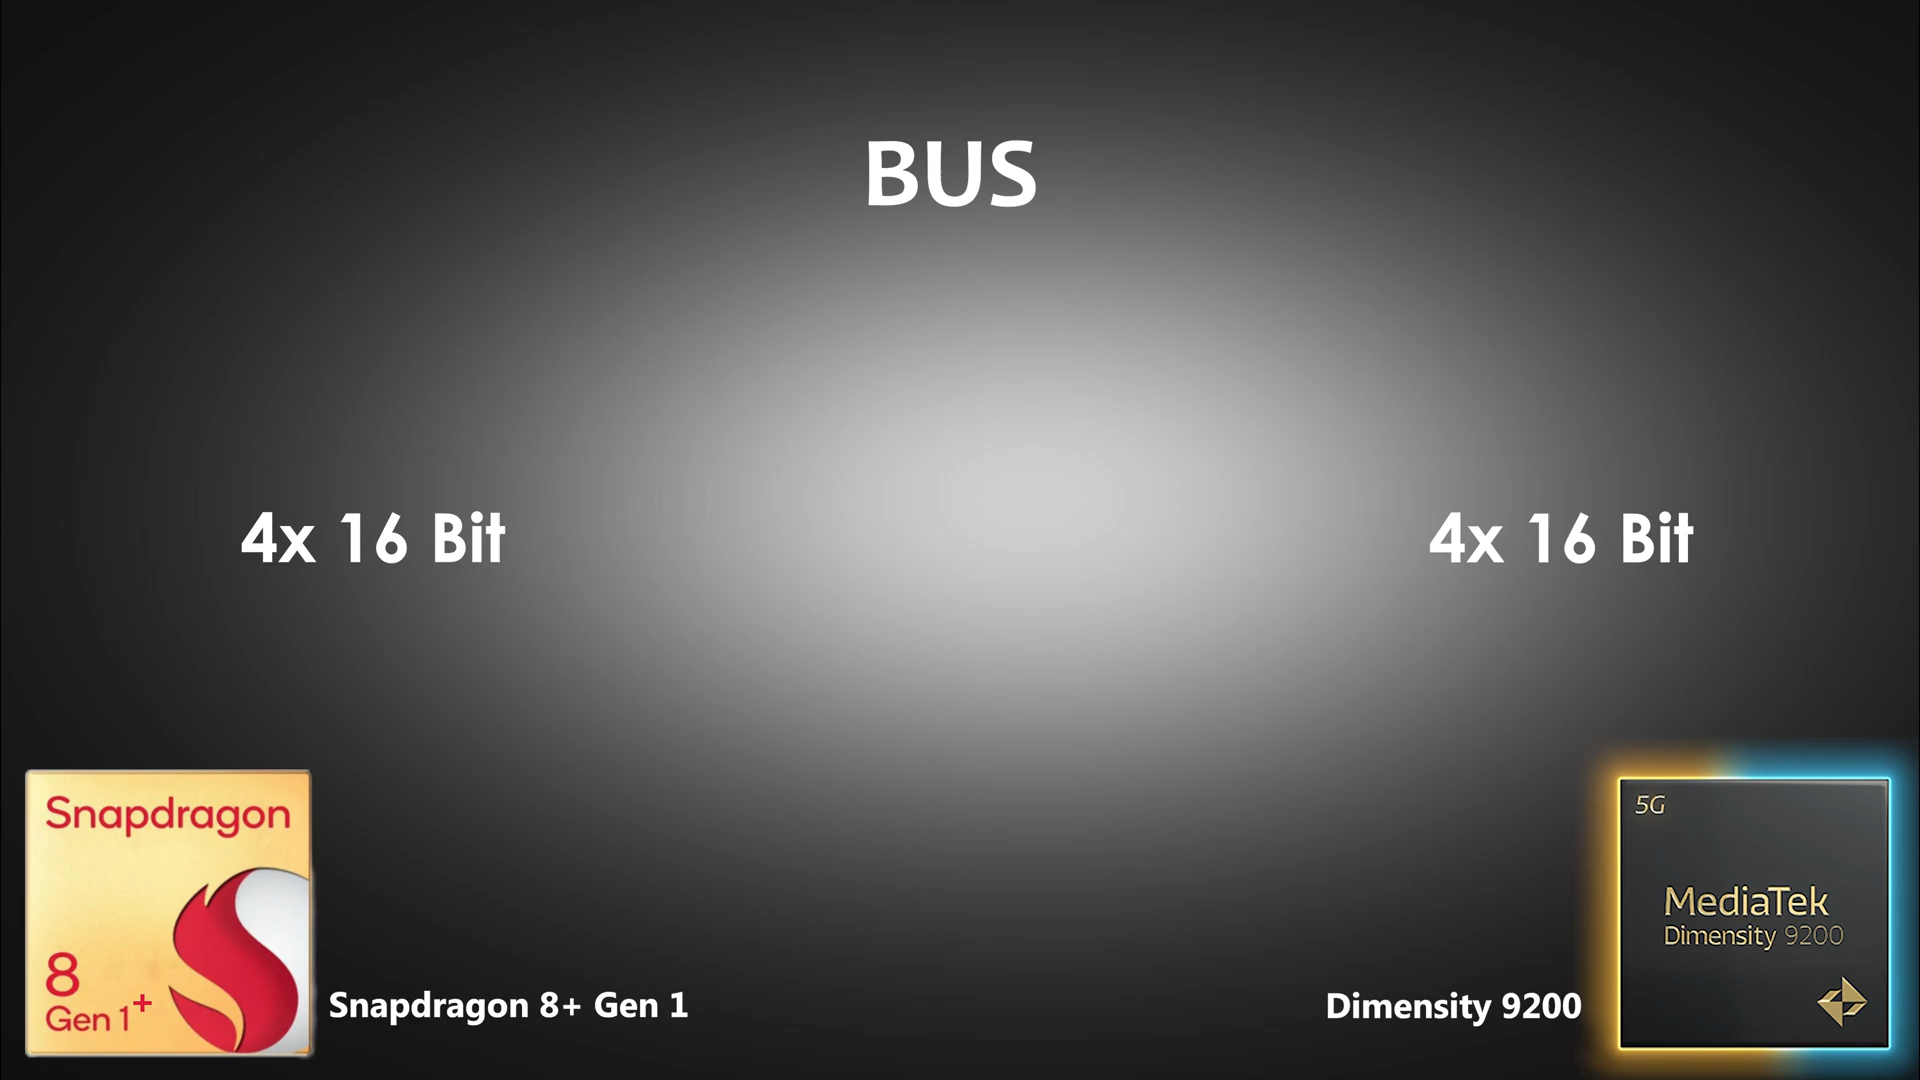 BUS
4x 16 Bit
4x 16 Bit
Snapdragon
8
Gen 1+
Snapdragon 8+ Gen 1
Dimensity 9200
5G
MediaTek
Dimensity 9200